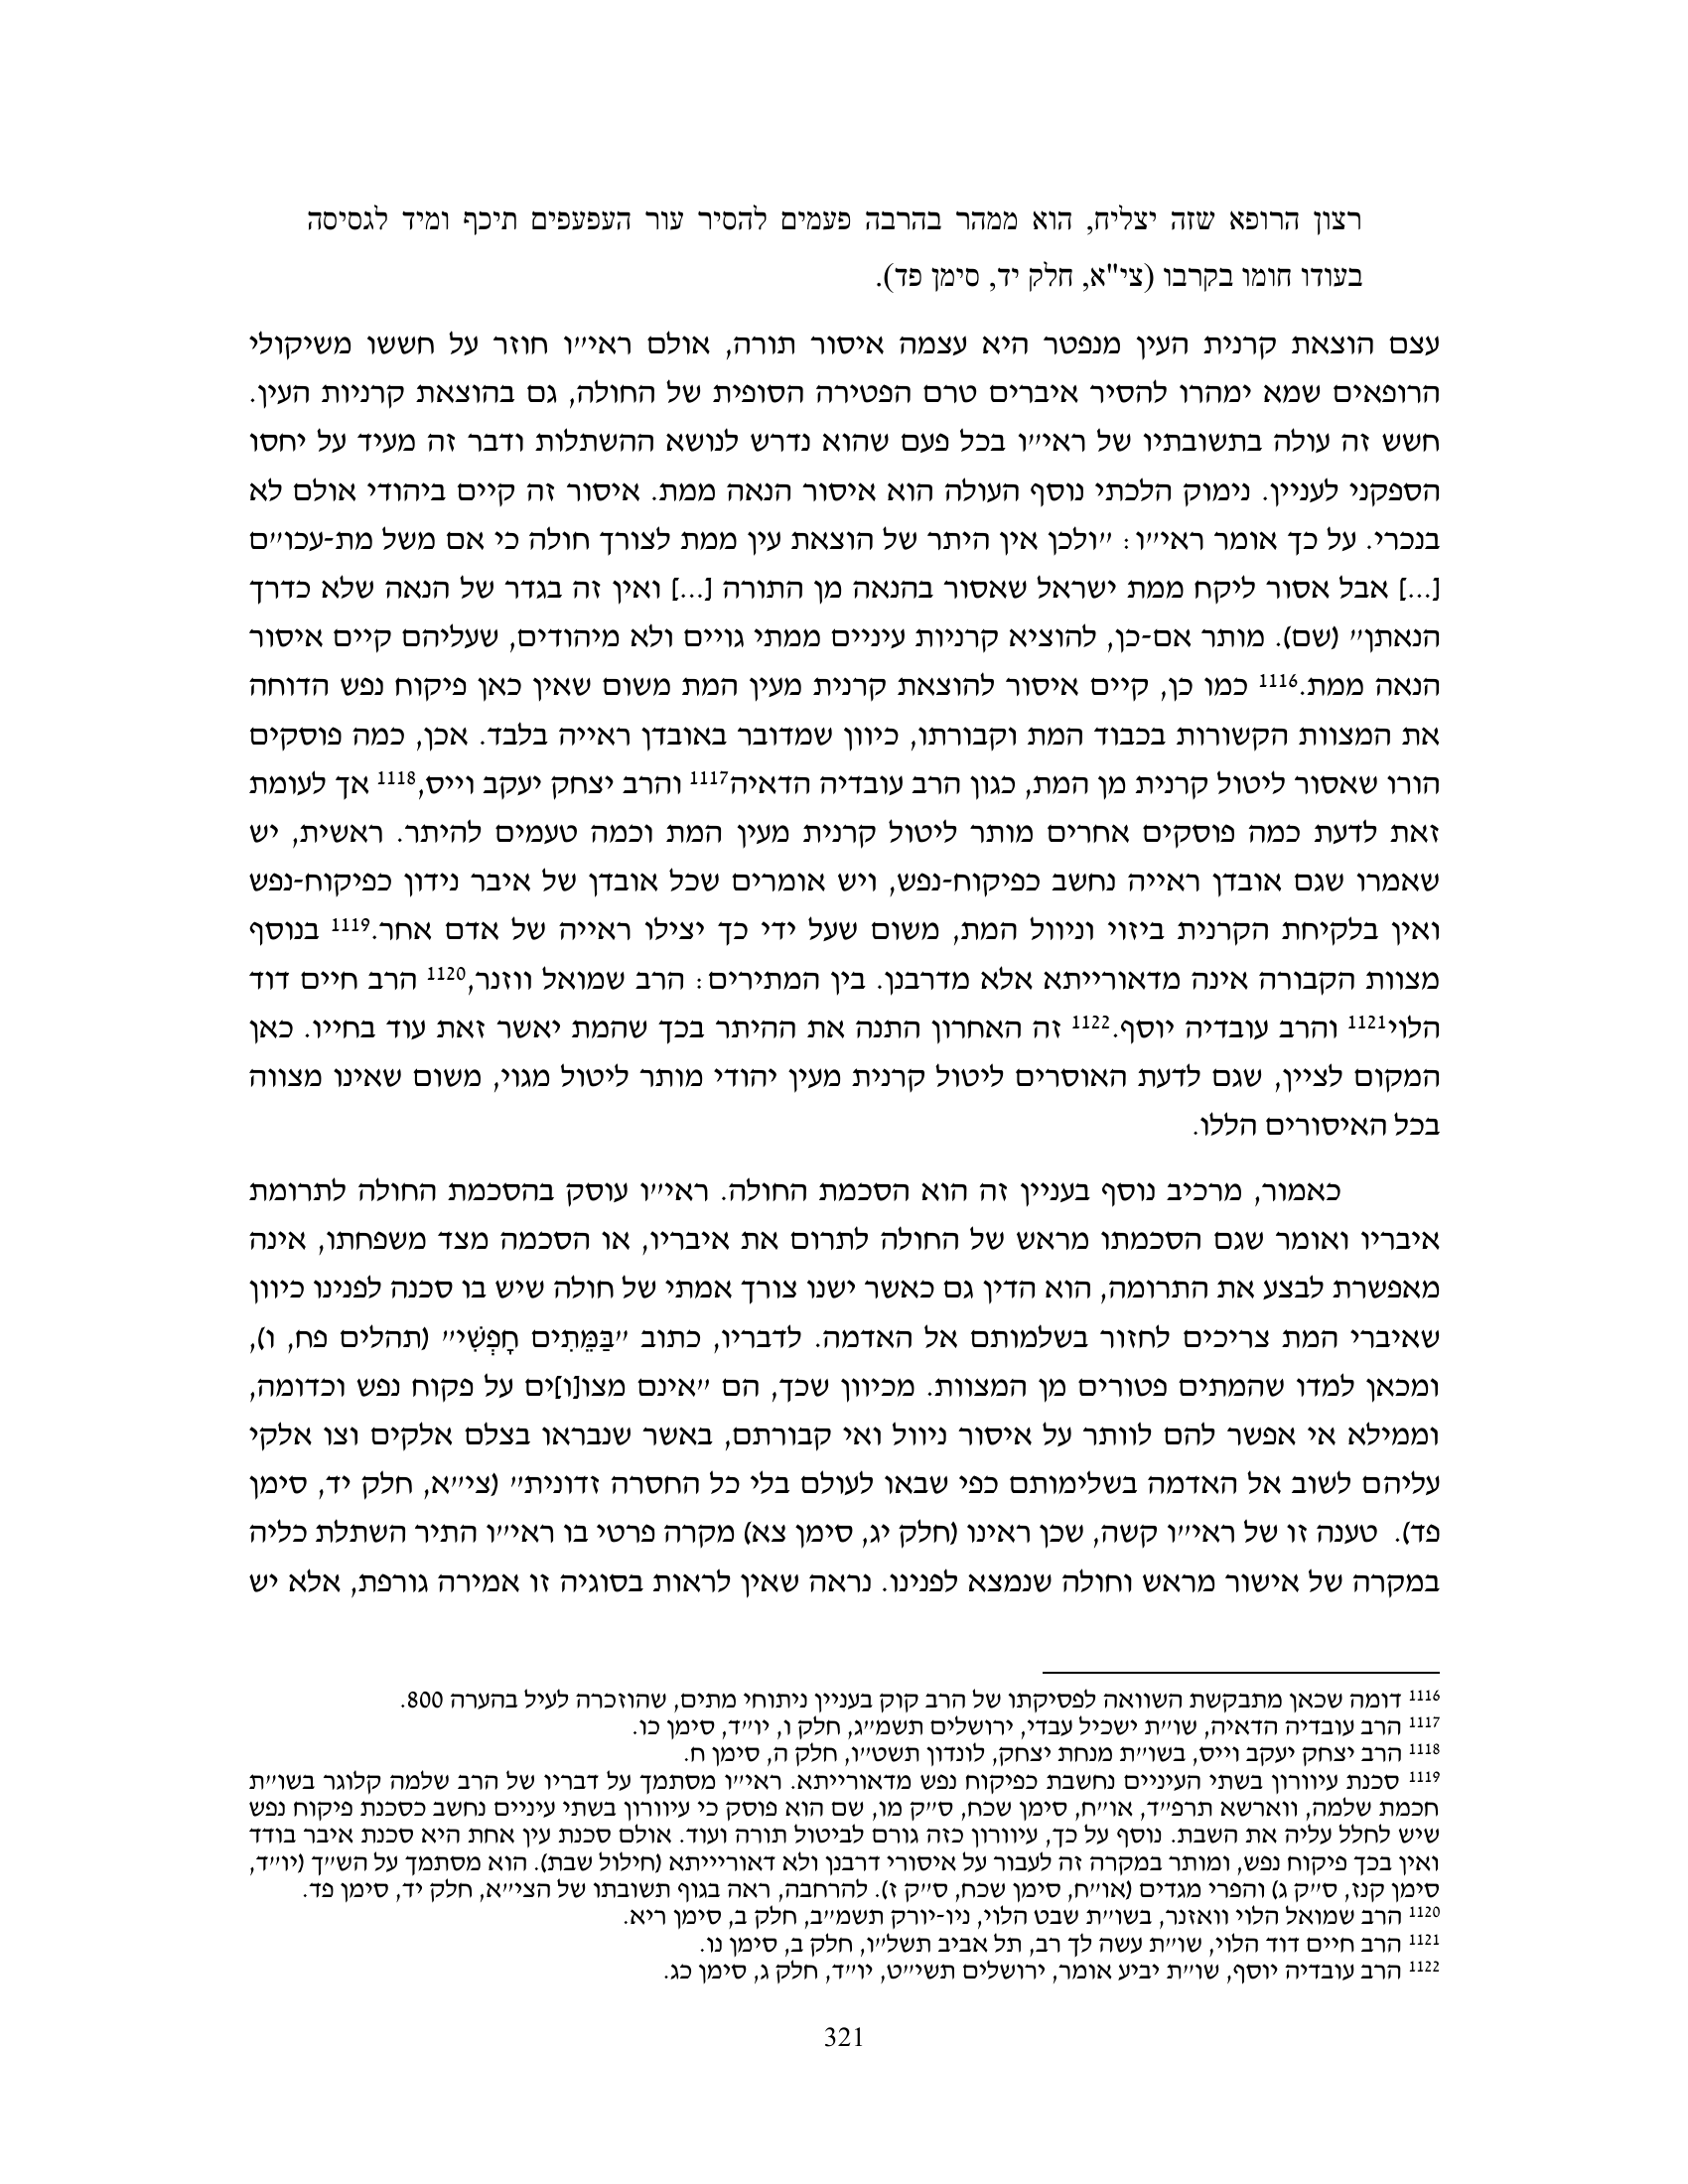 רצון הרופא שזה יצליח, הוא ממהר בהרבה פעמים להסיר עור העפעפים תיכף ומיד לגסיסה
בעודו חומו בקרבו (צי"א, חלק יד, סימן פד).
עצם הוצאת קרנית העין מנפטר היא עצמה איסור תורה, אולם ראי״ו חוזר על חששו משיקולי
הרופאים שמא ימהרו להסיר איברים טרם הפטירה הסופית של החולה, גם בהוצאת קרניות העין.
חשש זה עולה בתשובתיו של ראי״ו בכל פעם שהוא נדרש לנושא ההשתלות ודבר זה מעיד על יחסו
הספקני לעניין. נימוק הלכתי נוסף העולה הוא איסור הנאה ממת. איסור זה קיים ביהודי אולם לא
בנכרי. על כך אומר ראי״ו: ״ולכן אין היתר של הוצאת עין ממת לצורך חולה כי אם משל מת-עכו״ם
[...] אבל אסור ליקח ממת ישראל שאסור בהנאה מן התורה [...] ואין זה בגדר של הנאה שלא כדרך
הנאתן״ (שם). מותר אם-כן, להוציא קרניות עיניים ממתי גויים ולא מיהודים, שעליהם קיים איסור
הנאה ממת.1116 כמו כן, קיים איסור להוצאת קרנית מעין המת משום שאין כאן פיקוח נפש הדוחה
את המצוות הקשורות בכבוד המת וקבורתו, כיוון שמדובר באובדן ראייה בלבד. אכן, כמה פוסקים
הורו שאסור ליטול קרנית מן המת, כגון הרב עובדיה הדאיה1117 והרב יצחק יעקב וייס,1118 אך לעומת
זאת לדעת כמה פוסקים אחרים מותר ליטול קרנית מעין המת וכמה טעמים להיתר. ראשית, יש
שאמרו שגם אובדן ראייה נחשב כפיקוח-נפש, ויש אומרים שכל אובדן של איבר נידון כפיקוח-נפש
ואין בלקיחת הקרנית ביזוי וניוול המת, משום שעל ידי כך יצילו ראייה של אדם אחר.1119 בנוסף
מצוות הקבורה אינה מדאורייתא אלא מדרבנן. בין המתירים: הרב שמואל ווזנר,1120 הרב חיים דוד
הלוי1121 והרב עובדיה יוסף.1122 זה האחרון התנה את ההיתר בכך שהמת יאשר זאת עוד בחייו. כאן
המקום לציין, שגם לדעת האוסרים ליטול קרנית מעין יהודי מותר ליטול מגוי, משום שאינו מצווה
בכל האיסורים הללו.
כאמור, מרכיב נוסף בעניין זה הוא הסכמת החולה. ראי״ו עוסק בהסכמת החולה לתרומת
איבריו ואומר שגם הסכמתו מראש של החולה לתרום את איבריו, או הסכמה מצד משפחתו, אינה
מאפשרת לבצע את התרומה, הוא הדין גם כאשר ישנו צורך אמתי של חולה שיש בו סכנה לפנינו כיוון
שאיברי המת צריכים לחזור בשלמותם אל האדמה. לדבריו, כתוב ״בַּמֵּתִים חָפְשִׁי״ (תהלים פח, ו),
ומכאן למדו שהמתים פטורים מן המצוות. מכיוון שכך, הם ״אינם מצו[ו]ים על פקוח נפש וכדומה,
וממילא אי אפשר להם לוותר על איסור ניוול ואי קבורתם, באשר שנבראו בצלם אלקים וצו אלקי
עליהם לשוב אל האדמה בשלימותם כפי שבאו לעולם בלי כל החסרה זדונית״ (צי״א, חלק יד, סימן
פד). טענה זו של ראי״ו קשה, שכן ראינו (חלק יג, סימן צא) מקרה פרטי בו ראי״ו התיר השתלת כליה
במקרה של אישור מראש וחולה שנמצא לפנינו. נראה שאין לראות בסוגיה זו אמירה גורפת, אלא יש
1116 דומה שכאן מתבקשת השוואה לפסיקתו של הרב קוק בעניין ניתוחי מתים, שהוזכרה לעיל בהערה 800.
1117 הרב עובדיה הדאיה, שו״ת ישכיל עבדי, ירושלים תשמ״ג, חלק ו, יו״ד, סימן כו.
1118 הרב יצחק יעקב וייס, בשו״ת מנחת יצחק, לונדון תשט״ו, חלק ה, סימן ח.
1119 סכנת עיוורון בשתי העיניים נחשבת כפיקוח נפש מדאורייתא. ראי״ו מסתמך על דבריו של הרב שלמה קלוגר בשו״ת
חכמת שלמה, ווארשא תרפ״ד, או״ח, סימן שכח, ס״ק מו, שם הוא פוסק כי עיוורון בשתי עיניים נחשב כסכנת פיקוח נפש
שיש לחלל עליה את השבת. נוסף על כך, עיוורון כזה גורם לביטול תורה ועוד. אולם סכנת עין אחת היא סכנת איבר בודד
ואין בכך פיקוח נפש, ומותר במקרה זה לעבור על איסורי דרבנן ולא דאורייייתא (חילול שבת). הוא מסתמך על הש״ך (יו״ד,
סימן קנז, ס״ק ג) והפרי מגדים (או״ח, סימן שכח, ס״ק ז). להרחבה, ראה בגוף תשובתו של הצי״א, חלק יד, סימן פד.
1120 הרב שמואל הלוי וואזנר, בשו״ת שבט הלוי, ניו-יורק תשמ״ב, חלק ב, סימן ריא.
1121 הרב חיים דוד הלוי, שו״ת עשה לך רב, תל אביב תשל״ו, חלק ב, סימן נו.
1122 הרב עובדיה יוסף, שו״ת יביע אומר, ירושלים תשי״ט, יו״ד, חלק ג, סימן כג.
321